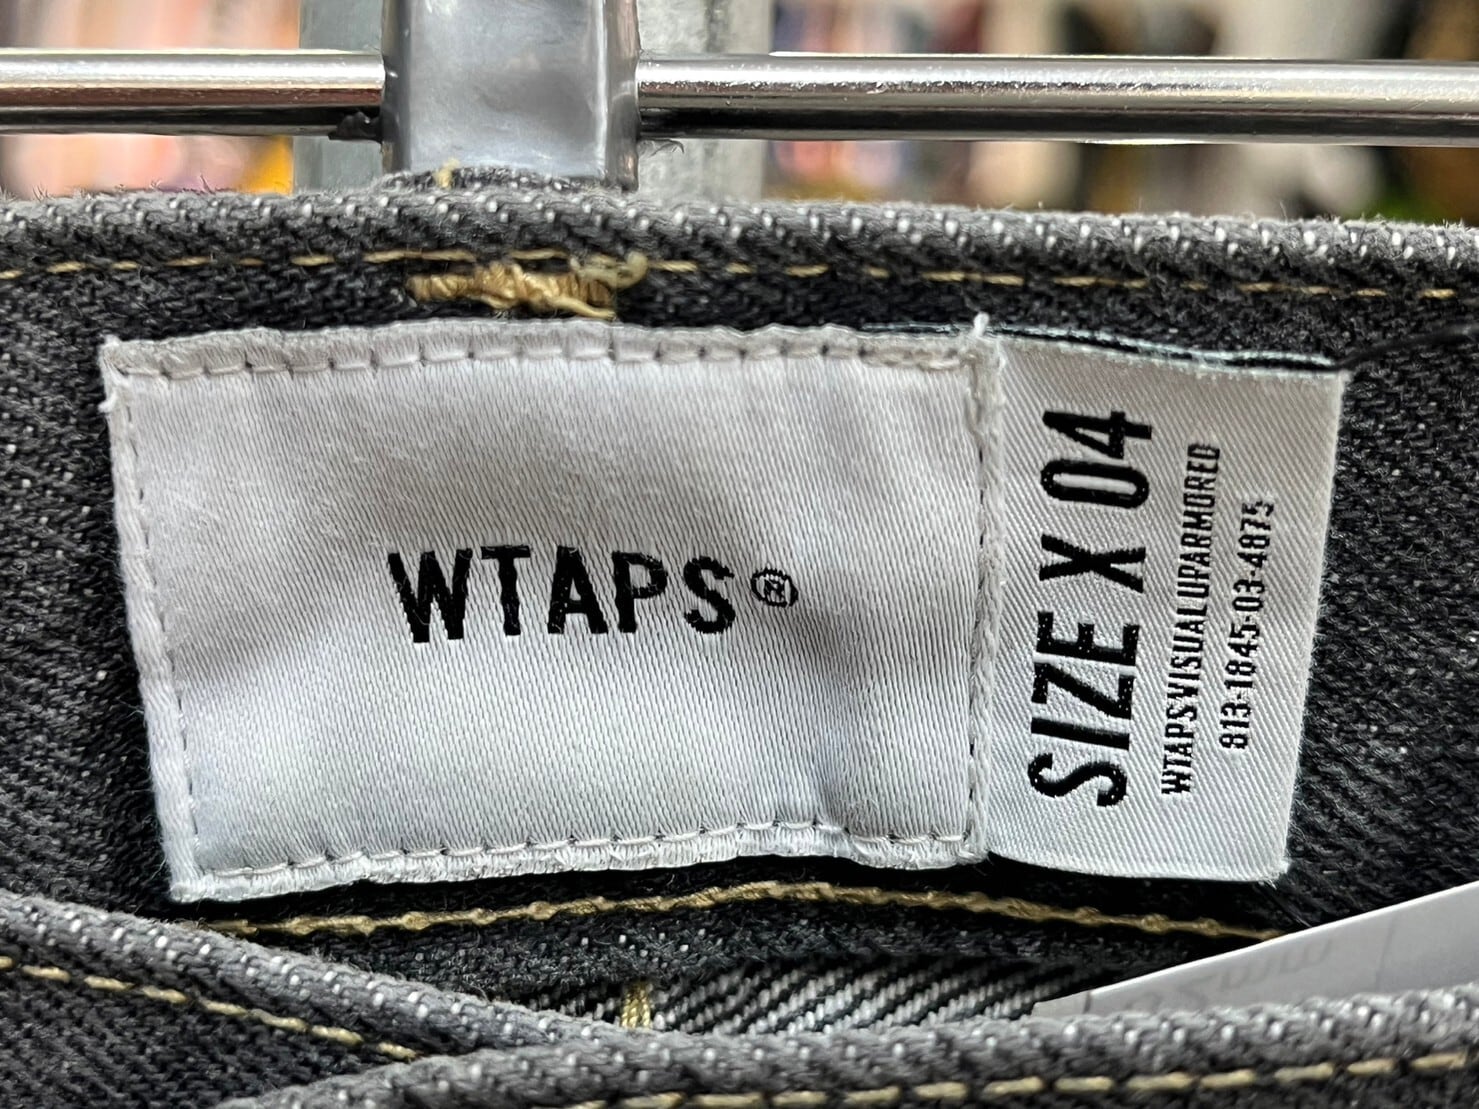 WTAPS®
SIZE X 04
WTAPSVISUALUPARMORED
813-1845-03-4875